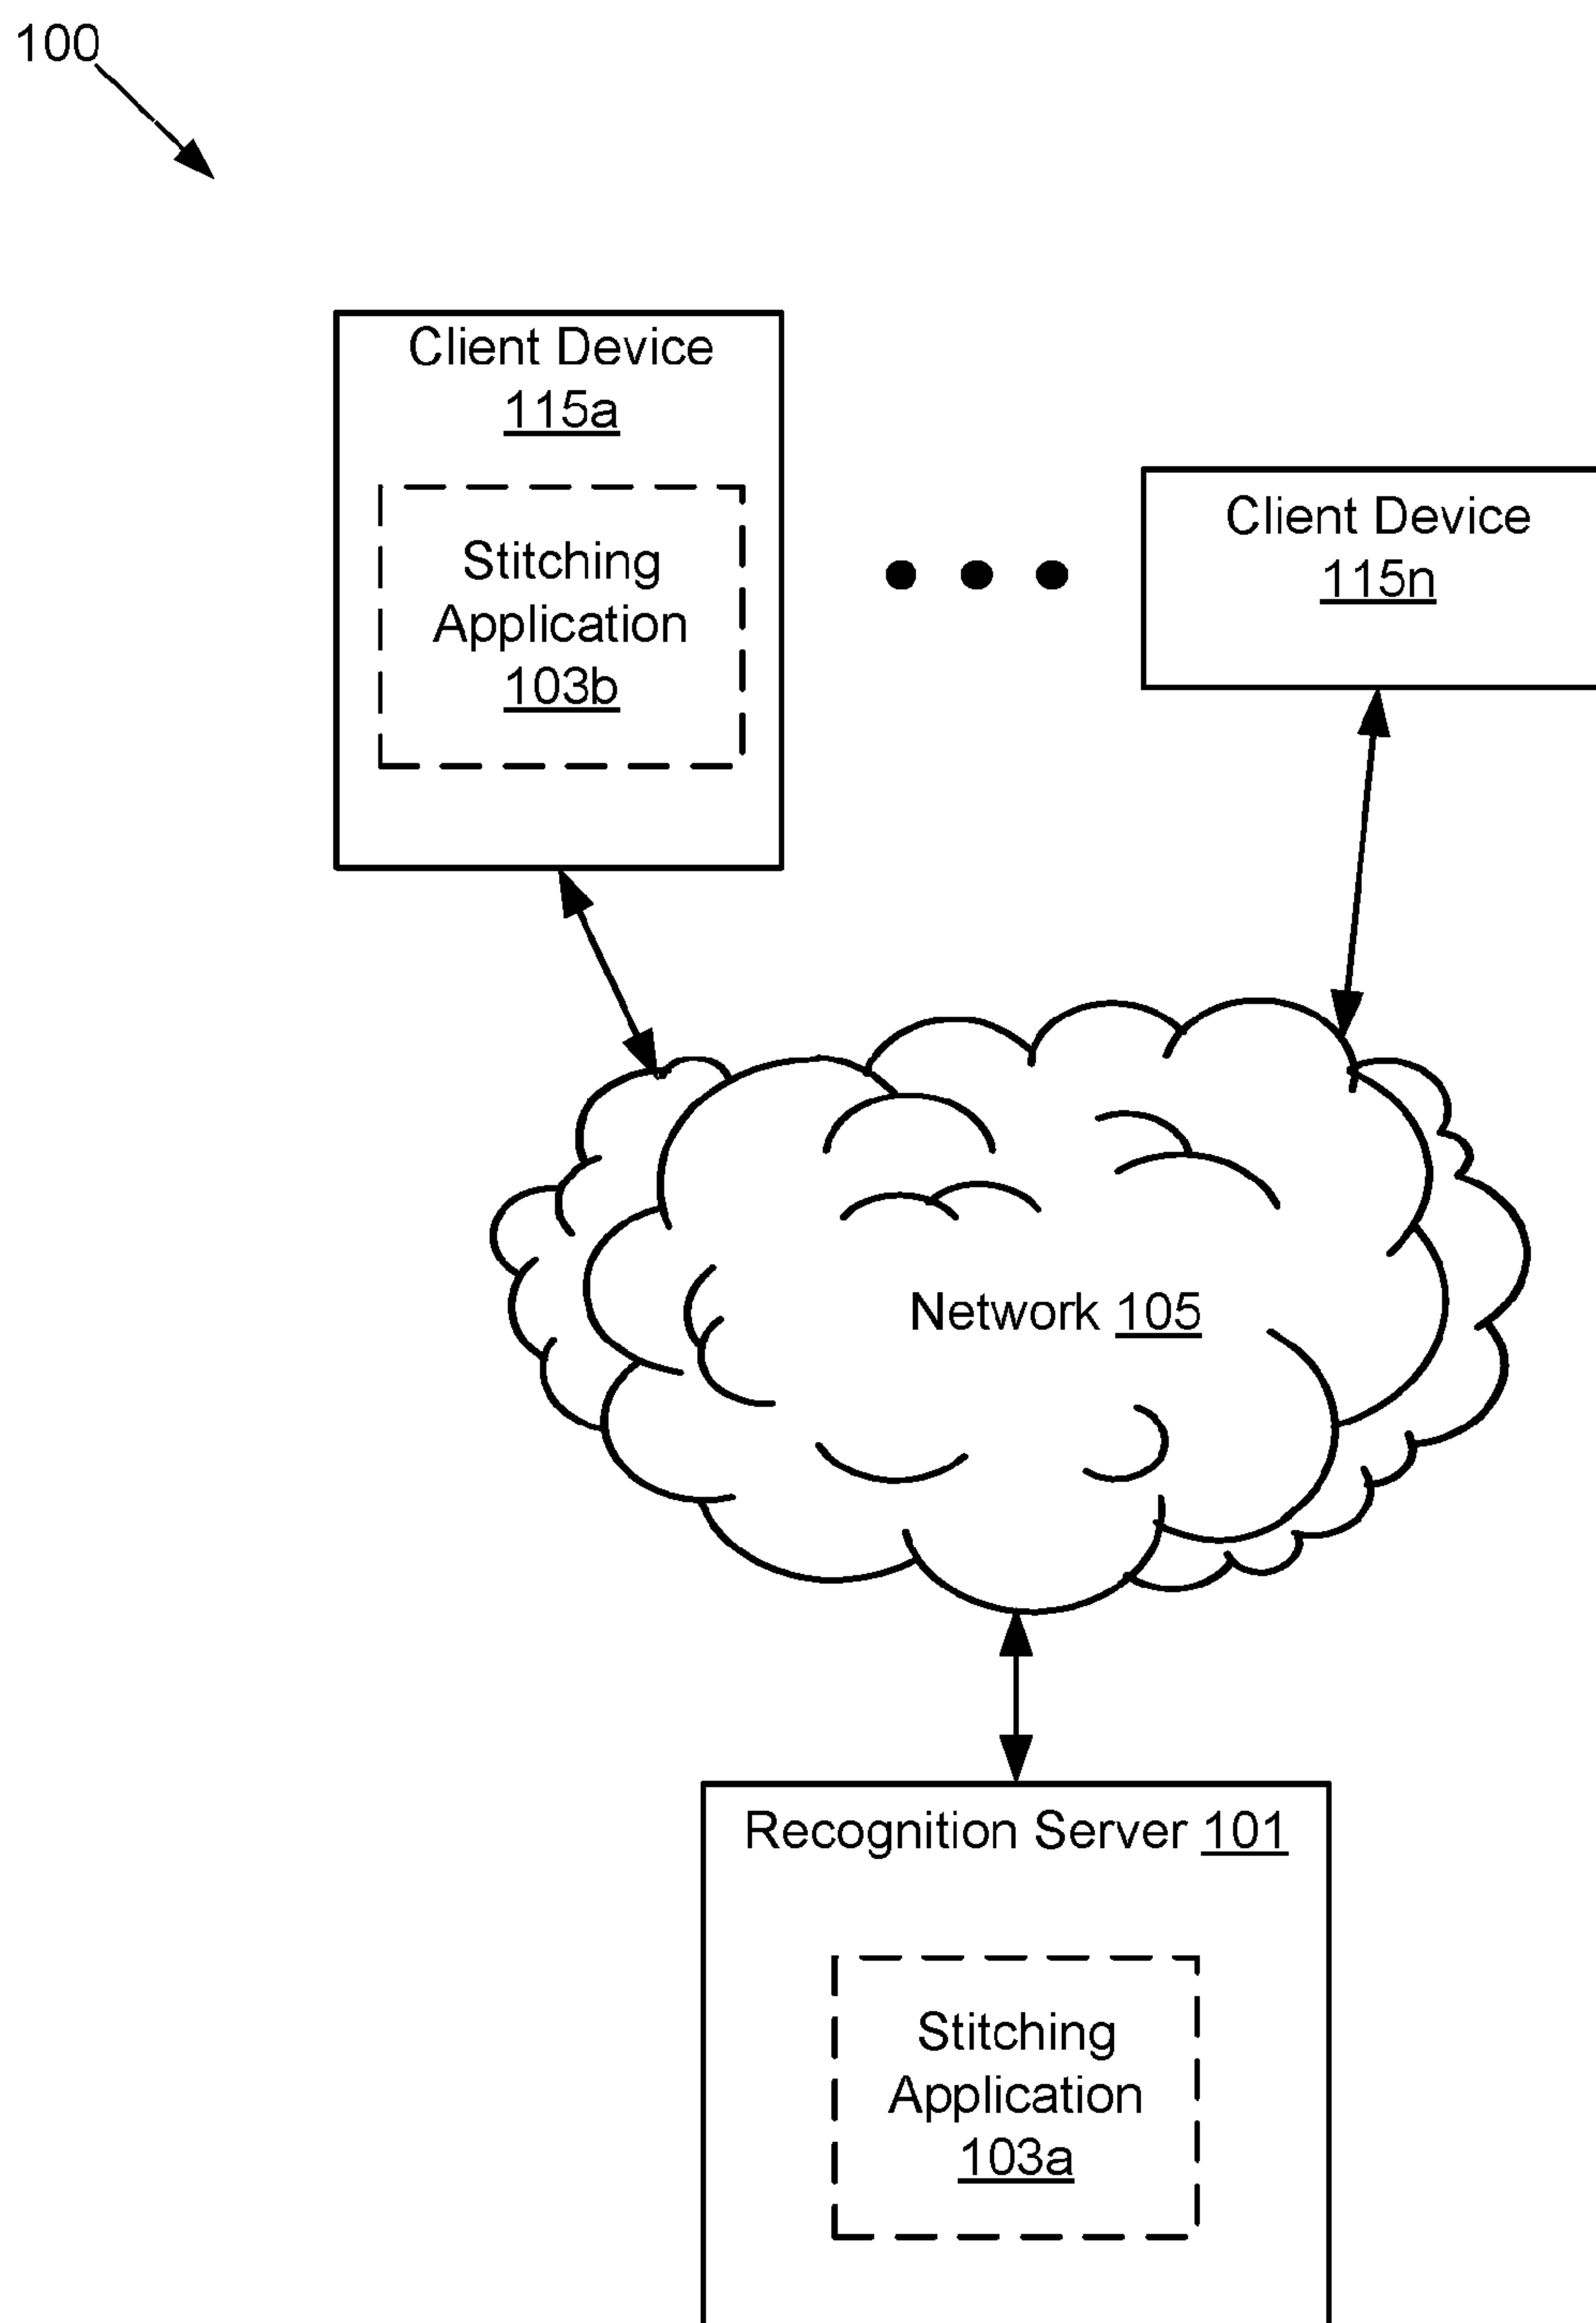 100
Client Device
115a
Stitching
Application
103b
Client Device
115n
Network 105
Recognition Server 101
Stitching
Application
103a